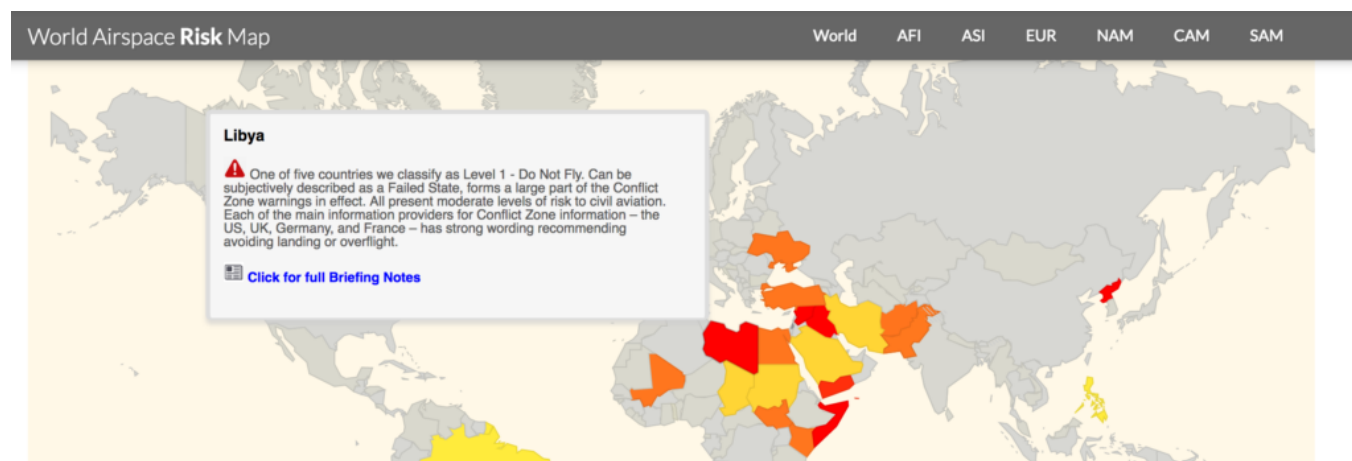 World Airspace Risk Map
World AFI ASI EUR NAM CAM SAM
Libya
One of five countries we classify as Level 1 - Do Not Fly. Can be
subjectively described as a Failed State, forms a large part of the Conflict
Zone warnings in effect. All present moderate levels of risk to civil aviation.
Each of the main information providers for Conflict Zone information – the
US, UK, Germany, and France – has strong wording recommending
avoiding landing or overflight.
Click for full Briefing Notes